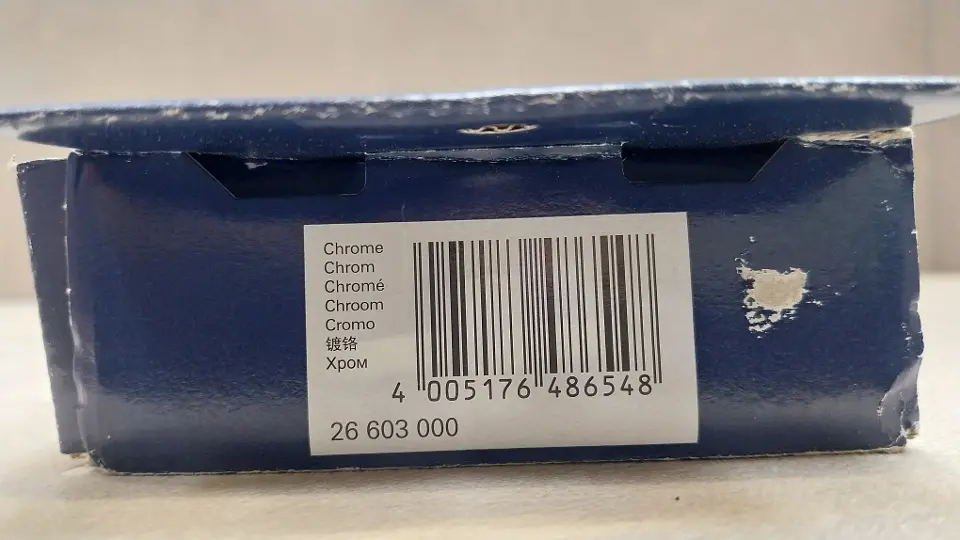 Chrome
Chrom
Chromé
Chroom
Cromo
镀铬
Хром
4 005176 486548
26 603 000